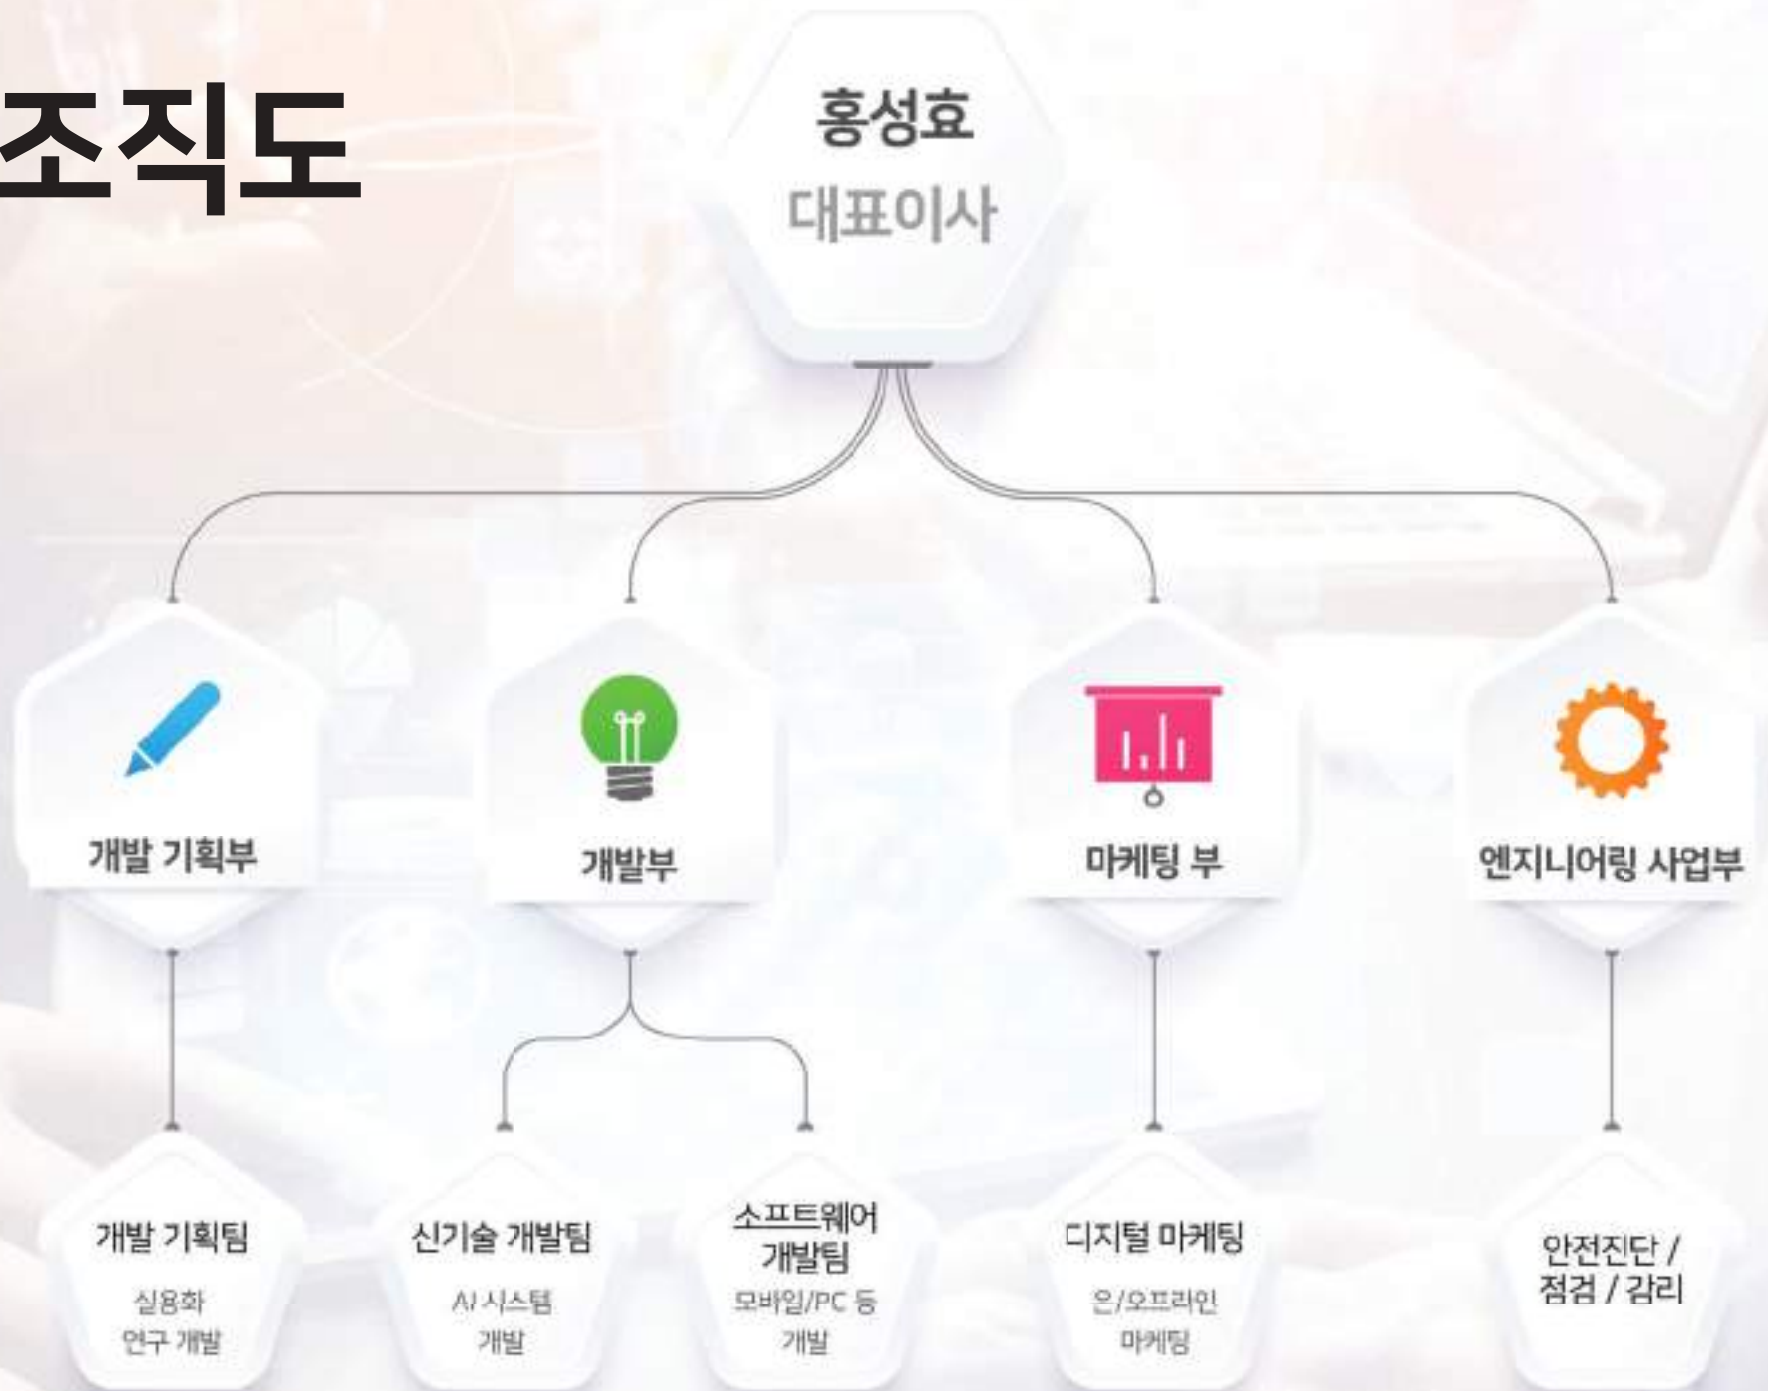 조직도
홍성효
대표이사
개발 기획부
개발부
마케팅 부
엔지니어링 사업부
개발 기획팀
실용화
연구 개발
신기술 개발팀
AI 시스템
개발
소프트웨어
개발팀
모바일/PC 등
개발
디지털 마케팅
온/오프라인
마케팅
안전진단 /
점검 / 감리